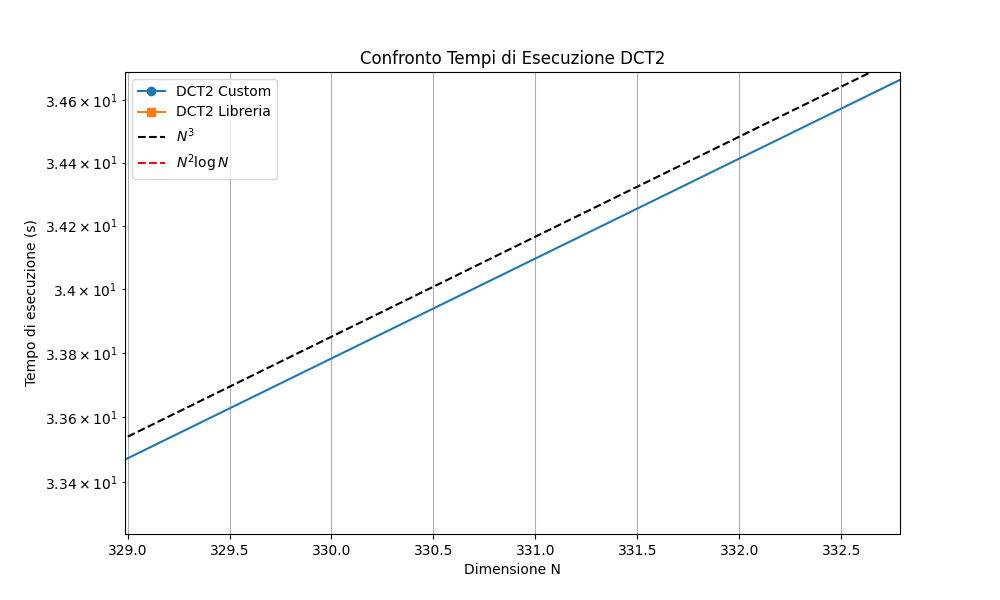 Confronto Tempi di Esecuzione DCT2
DCT2 Custom
DCT2 Libreria
N³
N² log N
Tempo di esecuzione (s)
3.46 × 10¹
3.44 × 10¹
3.42 × 10¹
3.4 × 10¹
3.38 × 10¹
3.36 × 10¹
3.34 × 10¹
329.0 329.5 330.0 330.5 331.0 331.5 332.0 332.5
Dimensione N